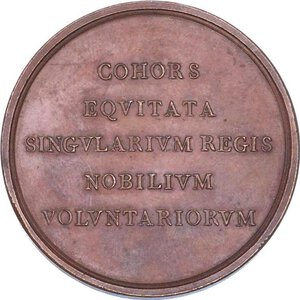 COHORS
EQVITATA
SINGVLARIVM REGIS
NOBILIVM
VOLVNTARIORVM